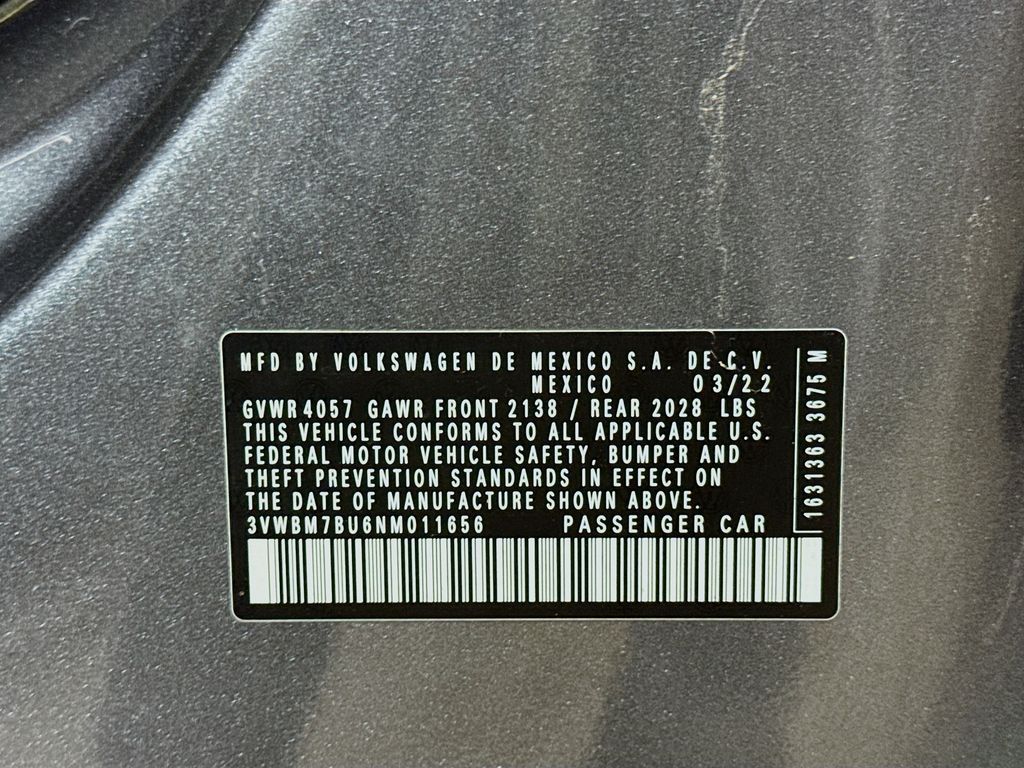 MFD BY VOLKSWAGEN DE MEXICO S.A. DE C.V.
MEXICO 03/22
GVWR 4057 GAWR FRONT 2138 / REAR 2028 LBS
THIS VEHICLE CONFORMS TO ALL APPLICABLE U.S.
FEDERAL MOTOR VEHICLE SAFETY, BUMPER AND
THEFT PREVENTION STANDARDS IN EFFECT ON
THE DATE OF MANUFACTURE SHOWN ABOVE.
3VWBM7BU6NM011656 PASSENGER CAR
1631363 3675 M